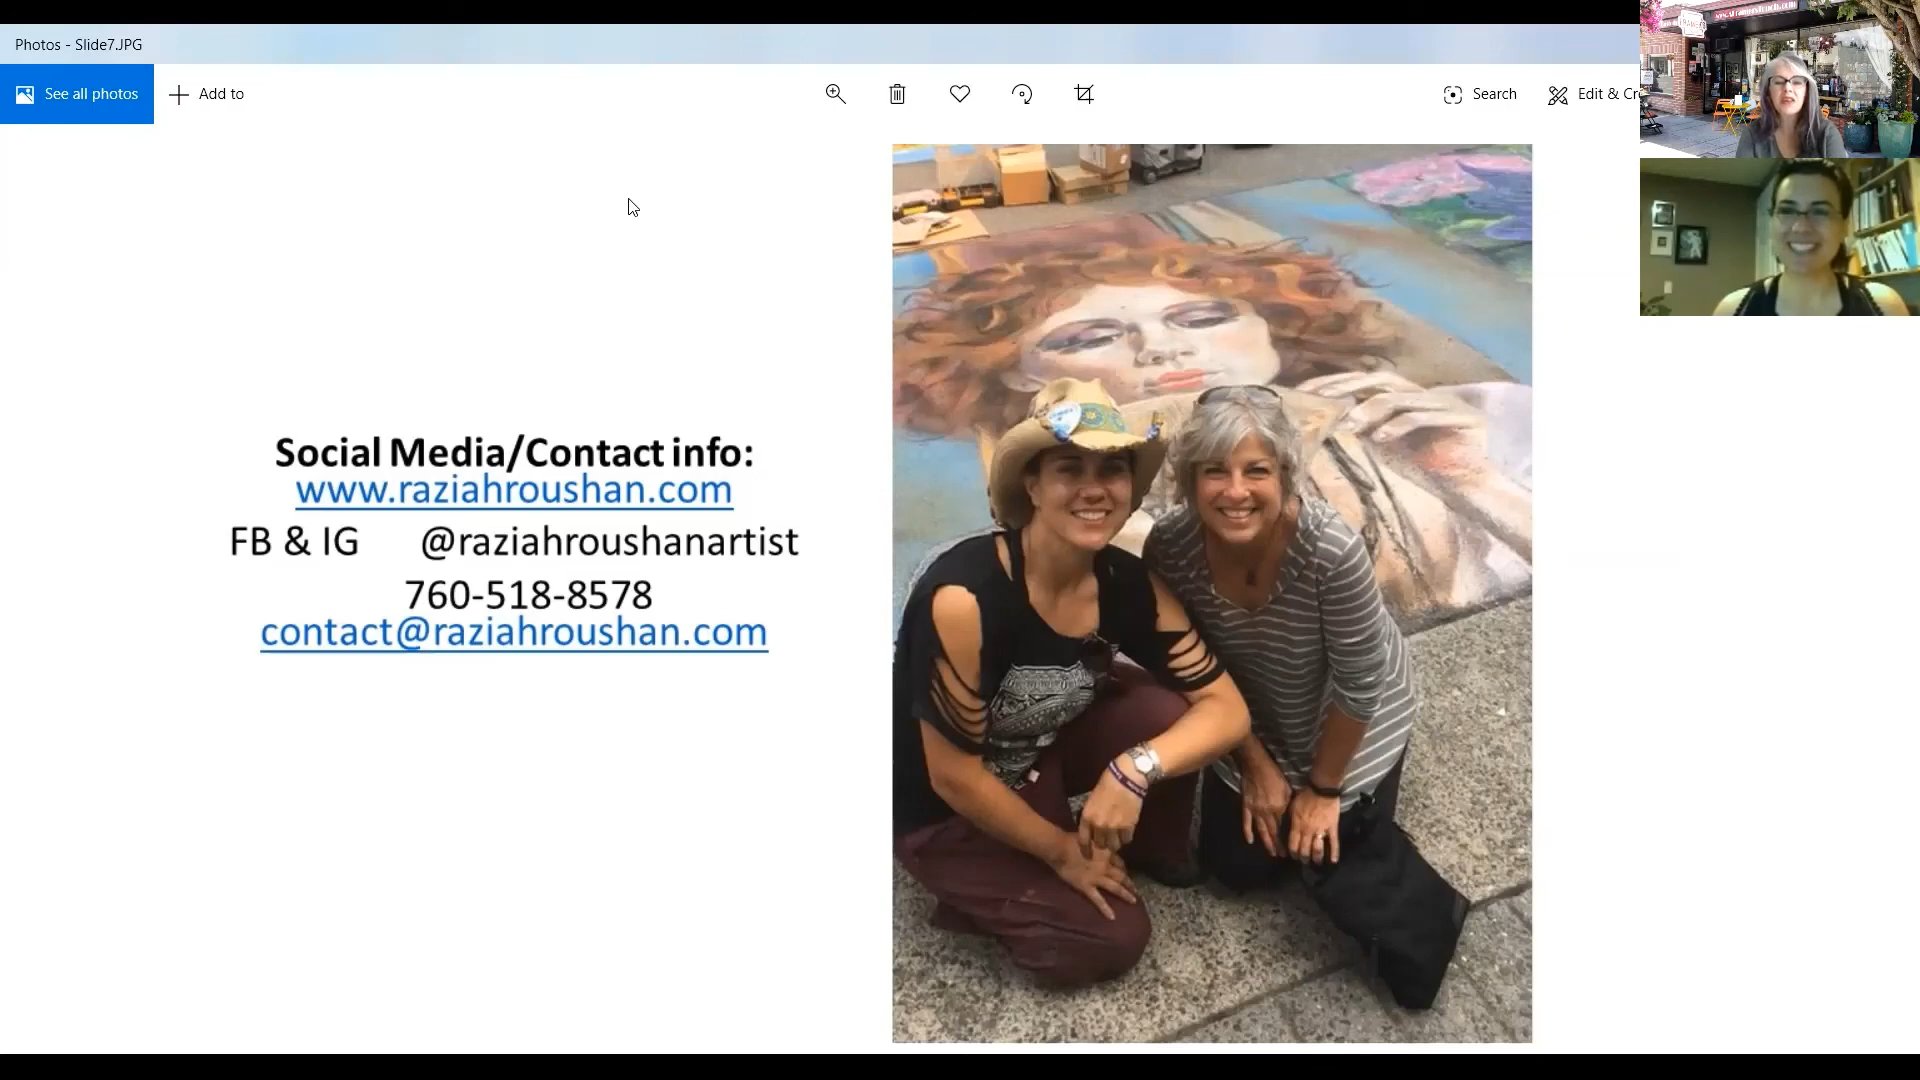 Photos - Slide7.JPG
See all photos
Add to
Search
Edit & Cr
Social Media/Contact info:
www.raziahroushan.com
FB & IG @raziahroushanartist
760-518-8578
contact@raziahroushan.com